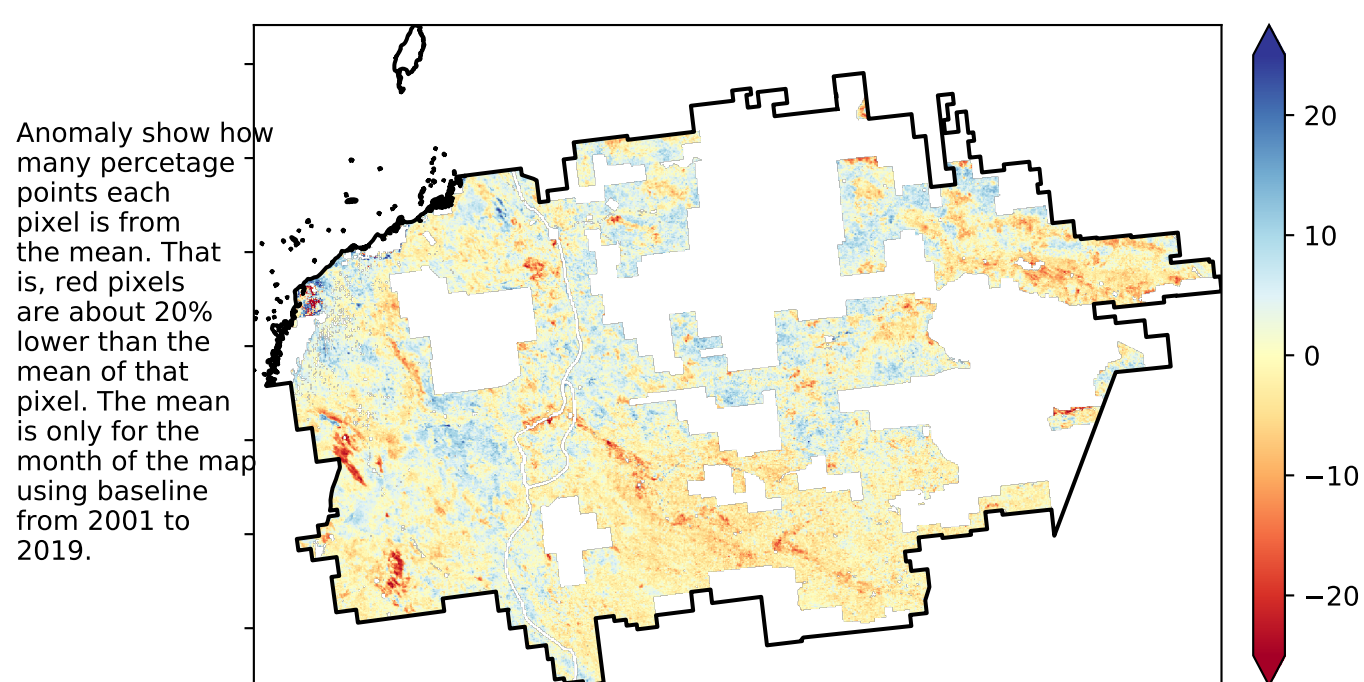 Anomaly show how
many percetage
points each
pixel is from
the mean. That
is, red pixels
are about 20%
lower than the
mean of that
pixel. The mean
is only for the
month of the map
using baseline
from 2001 to
2019.
20
10
0
−10
−20